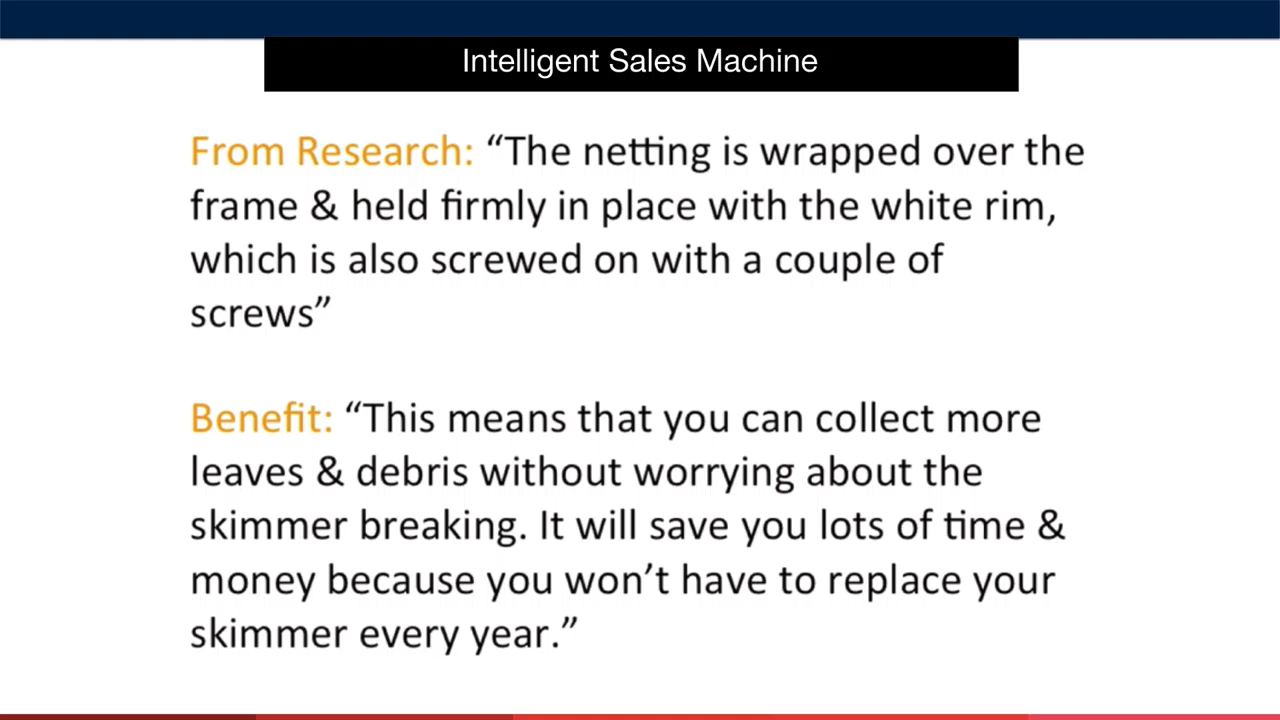 Intelligent Sales Machine
From Research: “The netting is wrapped over the
frame & held firmly in place with the white rim,
which is also screwed on with a couple of
screws”
Benefit: “This means that you can collect more
leaves & debris without worrying about the
skimmer breaking. It will save you lots of time &
money because you won’t have to replace your
skimmer every year.”